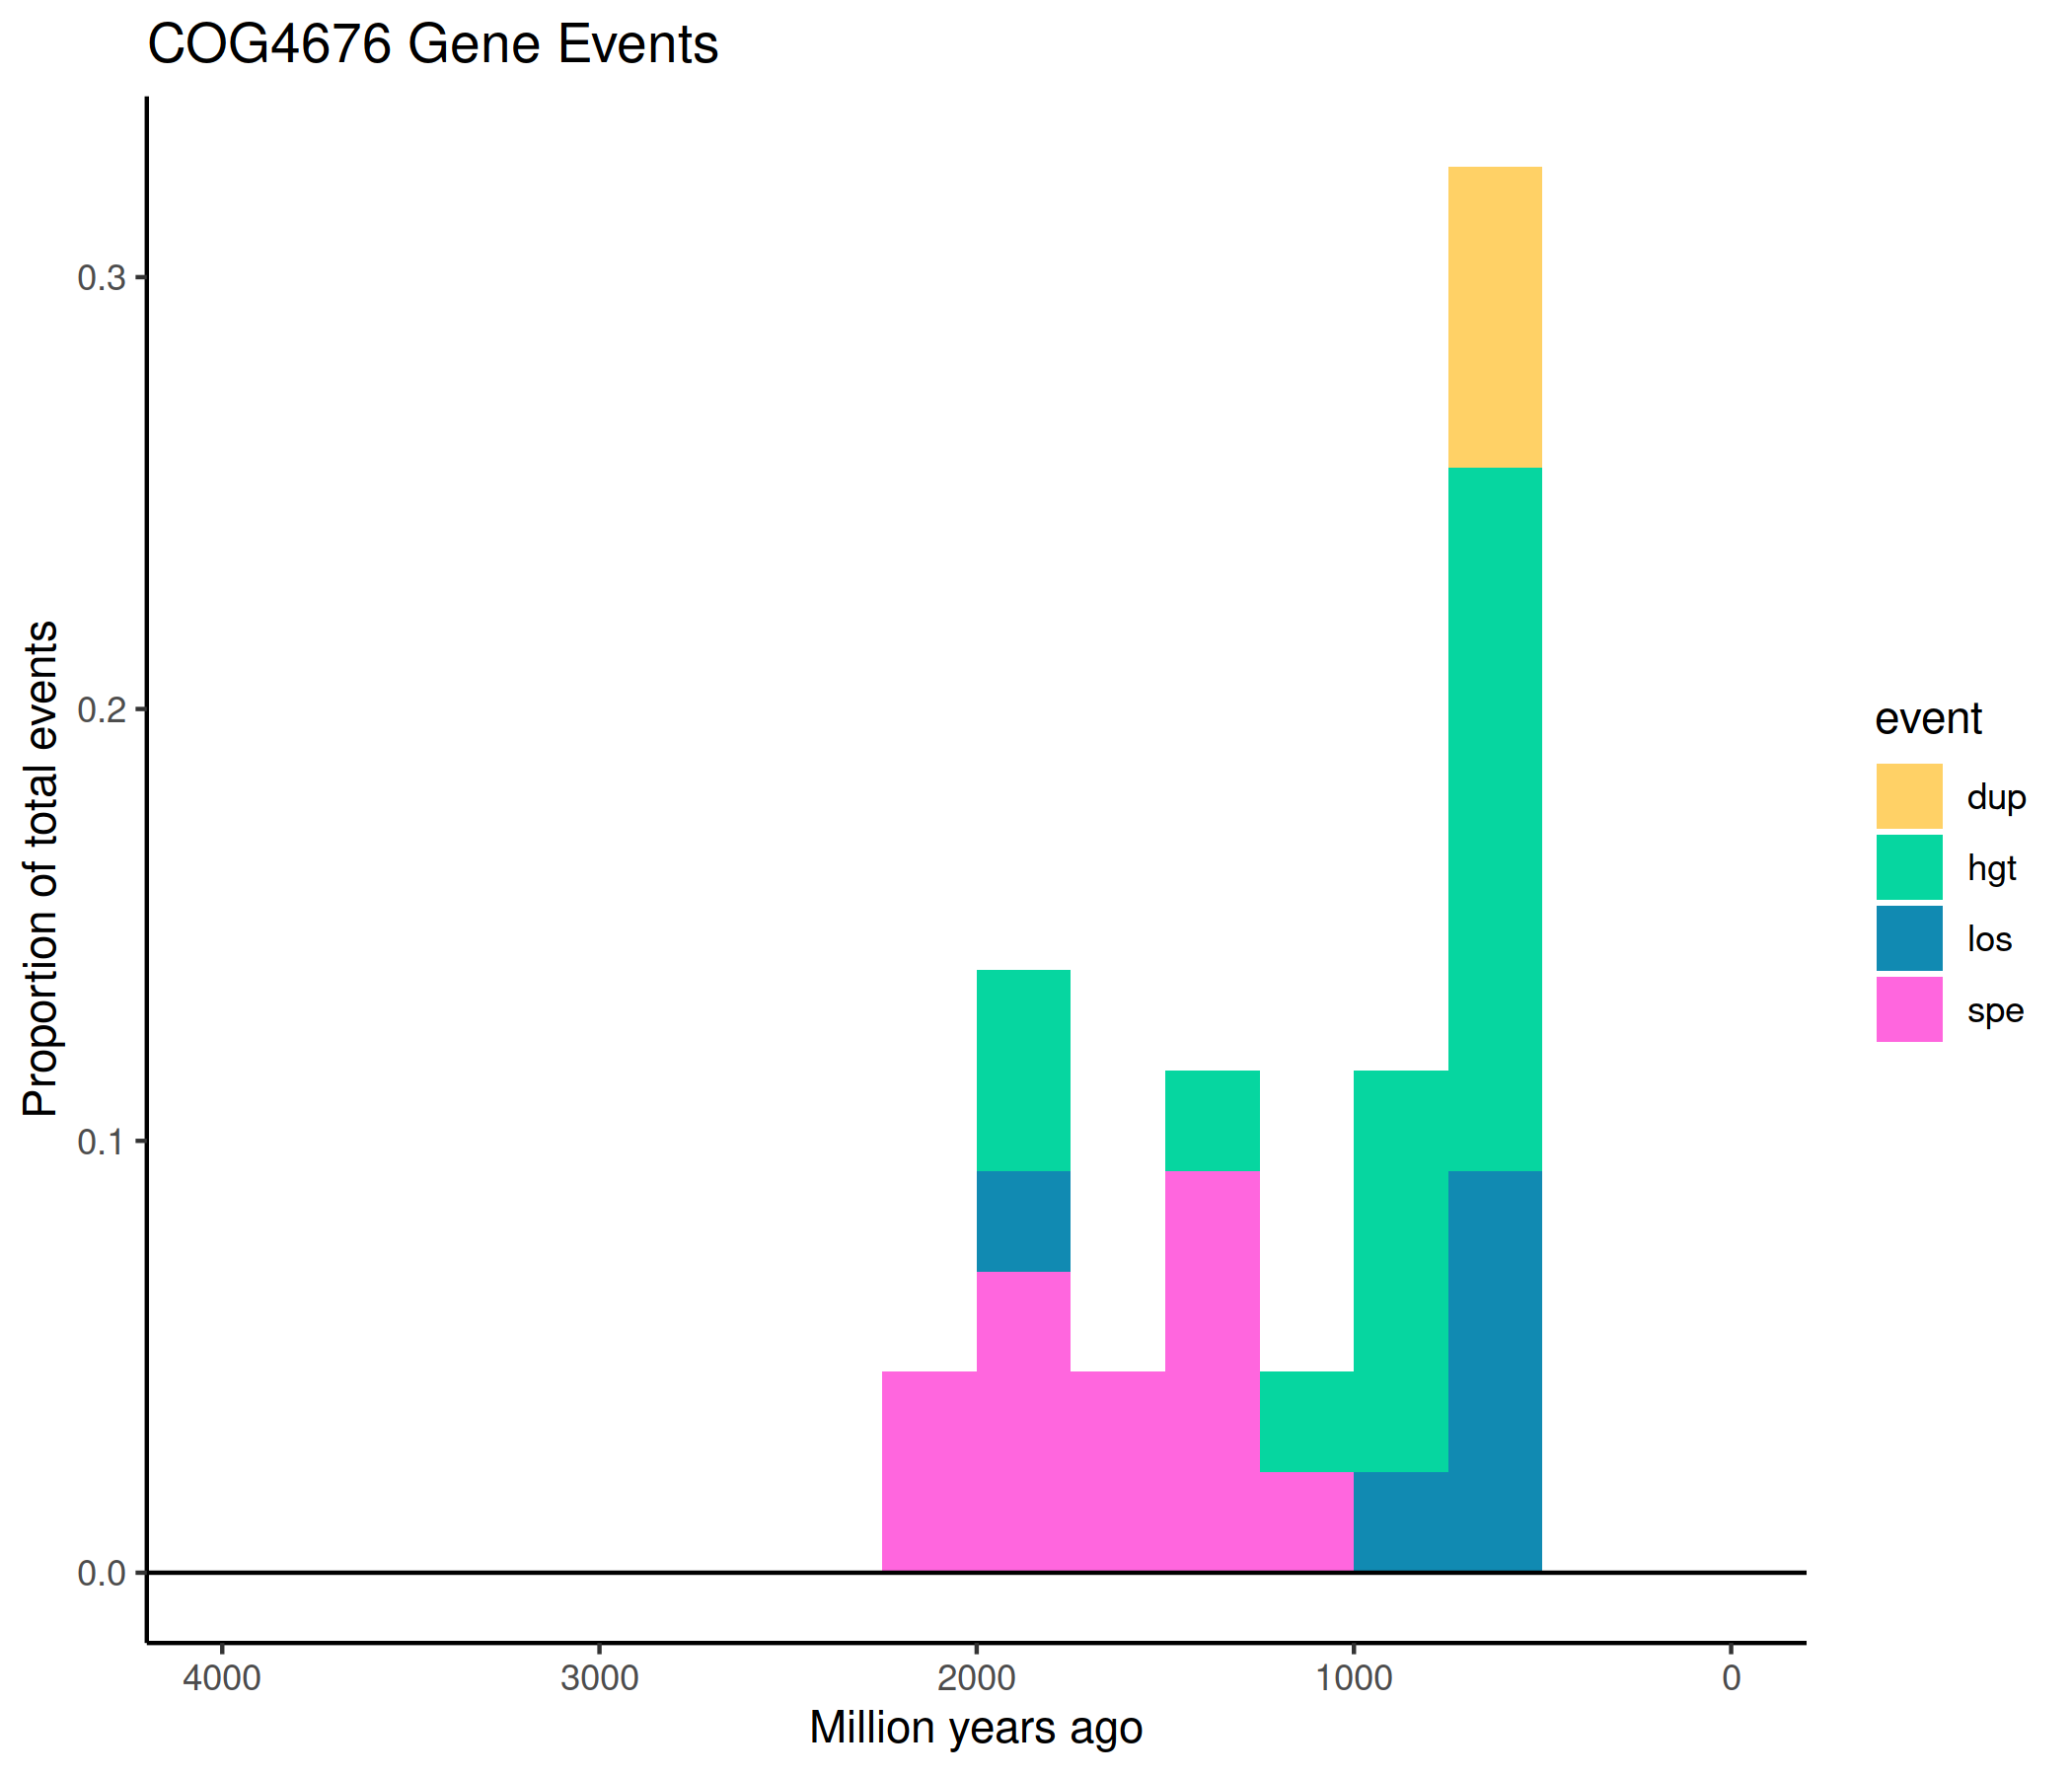 COG4676 Gene Events
Proportion of total events
0.3
0.2
0.1
0.0
4000 3000 2000 1000 0
Million years ago
event
dup
hgt
los
spe